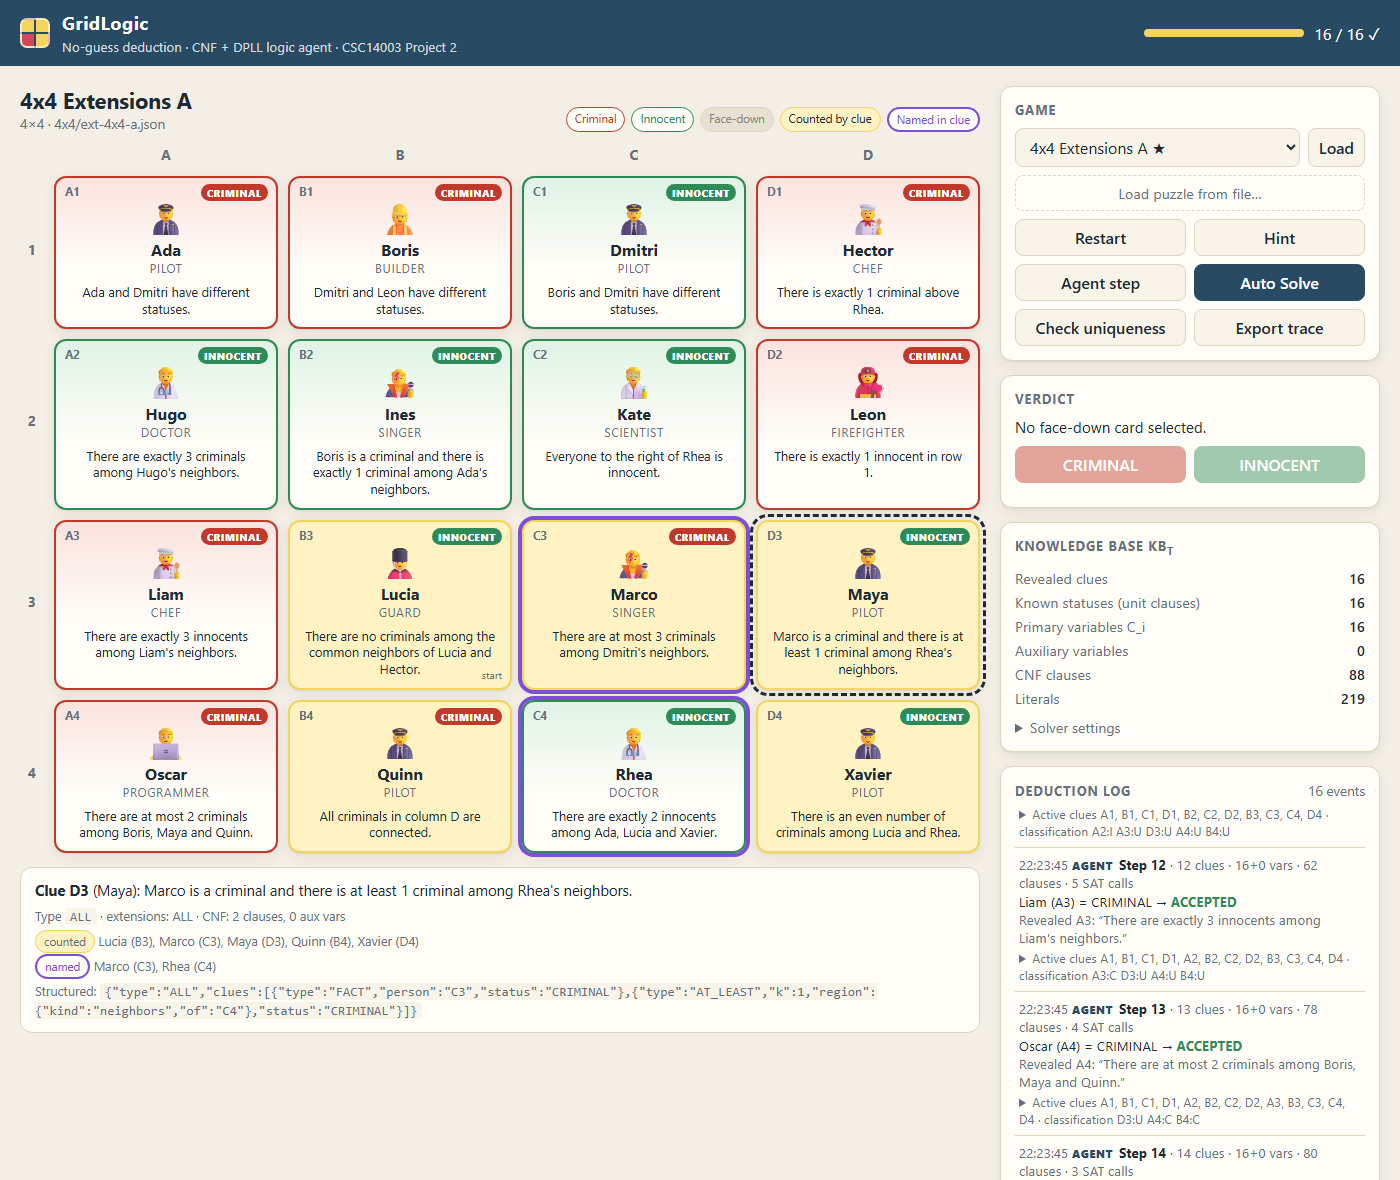 GridLogic
No-guess deduction · CNF + DPLL logic agent · CSC14003 Project 2
16 / 16 ✓
4x4 Extensions A
4×4 · 4x4/ext-4x4-a.json
Criminal
Innocent
Face-down
Counted by clue
Named in clue
A
B
C
D
1
A1
CRIMINAL
Ada
PILOT
Ada and Dmitri have different
statuses.
B1
CRIMINAL
Boris
BUILDER
Dmitri and Leon have different
statuses.
C1
INNOCENT
Dmitri
PILOT
Boris and Dmitri have different
statuses.
D1
CRIMINAL
Hector
CHEF
There is exactly 1 criminal above
Rhea.
2
A2
INNOCENT
Hugo
DOCTOR
There are exactly 3 criminals
among Hugo's neighbors.
B2
INNOCENT
Ines
SINGER
Boris is a criminal and there is
exactly 1 criminal among Ada's
neighbors.
C2
INNOCENT
Kate
SCIENTIST
Everyone to the right of Rhea is
innocent.
D2
CRIMINAL
Leon
FIREFIGHTER
There is exactly 1 innocent in row
1.
3
A3
CRIMINAL
Liam
CHEF
There are exactly 3 innocents
among Liam's neighbors.
B3
INNOCENT
Lucia
GUARD
There are no criminals among the
common neighbors of Lucia and
Hector.
start
C3
CRIMINAL
Marco
SINGER
There are at most 3 criminals
among Dmitri's neighbors.
D3
INNOCENT
Maya
PILOT
Marco is a criminal and there is at
least 1 criminal among Rhea's
neighbors.
4
A4
CRIMINAL
Oscar
PROGRAMMER
There are at most 2 criminals
among Boris, Maya and Quinn.
B4
CRIMINAL
Quinn
PILOT
All criminals in column D are
connected.
C4
INNOCENT
Rhea
DOCTOR
There are exactly 2 innocents
among Ada, Lucia and Xavier.
D4
INNOCENT
Xavier
PILOT
There is an even number of
criminals among Lucia and Rhea.
Clue D3 (Maya): Marco is a criminal and there is at least 1 criminal among Rhea's neighbors.
Type ALL · extensions: ALL · CNF: 2 clauses, 0 aux vars
counted Lucia (B3), Marco (C3), Maya (D3), Quinn (B4), Xavier (D4)
named Marco (C3), Rhea (C4)
Structured: {"type":"ALL","clues":[{"type":"FACT","person":"C3","status":"CRIMINAL"},{"type":"AT_LEAST","k":1,"region":
{"kind":"neighbors","of":"C4"},"status":"CRIMINAL"}]}
GAME
4x4 Extensions A ★
Load
Load puzzle from file...
Restart
Hint
Agent step
Auto Solve
Check uniqueness
Export trace
VERDICT
No face-down card selected.
CRIMINAL
INNOCENT
KNOWLEDGE BASE KBT
Revealed clues 16
Known statuses (unit clauses) 16
Primary variables C_i 16
Auxiliary variables 0
CNF clauses 88
Literals 219
▶ Solver settings
DEDUCTION LOG
16 events
▶ Active clues A1, B1, C1, D1, B2, C2, D2, B3, C3, C4, D4 ·
classification A2:I A3:U D3:U A4:U B4:U
22:23:45 AGENT Step 12 · 12 clues · 16+0 vars · 62
clauses · 5 SAT calls
Liam (A3) = CRIMINAL → ACCEPTED
Revealed A3: “There are exactly 3 innocents among
Liam's neighbors.”
▶ Active clues A1, B1, C1, D1, A2, B2, C2, D2, B3, C3, C4, D4 ·
classification A3:C D3:U A4:U B4:U
22:23:45 AGENT Step 13 · 13 clues · 16+0 vars · 78
clauses · 4 SAT calls
Oscar (A4) = CRIMINAL → ACCEPTED
Revealed A4: “There are at most 2 criminals among Boris,
Maya and Quinn.”
▶ Active clues A1, B1, C1, D1, A2, B2, C2, D2, A3, B3, C3, C4,
D4 · classification D3:U A4:C B4:C
22:23:45 AGENT Step 14 · 14 clues · 16+0 vars · 80
clauses · 3 SAT calls